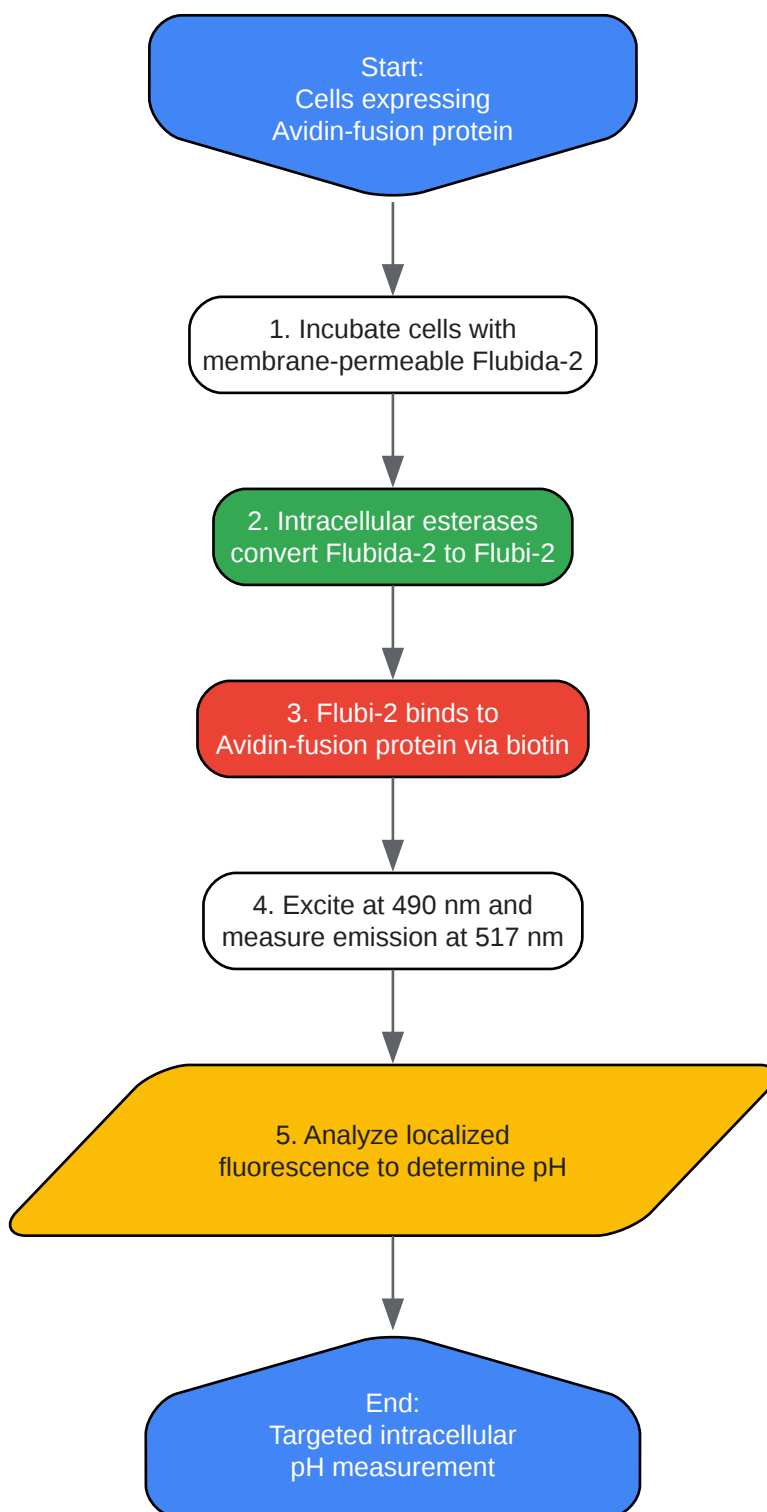 Start:
Cells expressing
Avidin-fusion protein
1. Incubate cells with
membrane-permeable Flubida-2
2. Intracellular esterases
convert Flubida-2 to Flubi-2
3. Flubi-2 binds to
Avidin-fusion protein via biotin
4. Excite at 490 nm and
measure emission at 517 nm
5. Analyze localized
fluorescence to determine pH
End:
Targeted intracellular
pH measurement